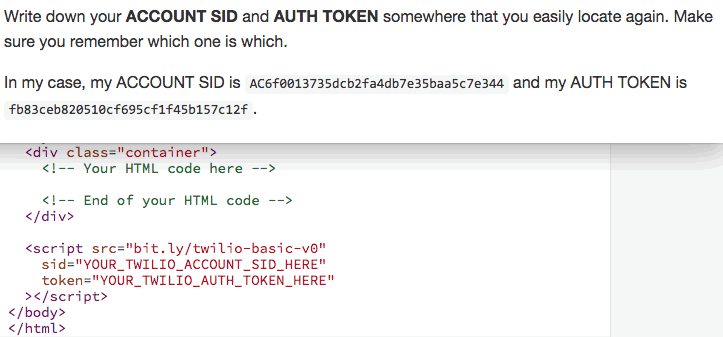 Write down your ACCOUNT SID and AUTH TOKEN somewhere that you easily locate again. Make
sure you remember which one is which.
In my case, my ACCOUNT SID is AC6f0013735dcb2fa4db7e35baa5c7e344 and my AUTH TOKEN is
fb83ceb820510cf695cf1f45b157c12f.
<div class="container">
<!-- Your HTML code here -->
<!-- End of your HTML code -->
</div>
<script src="bit.ly/twilio-basic-v0"
sid="YOUR_TWILIO_ACCOUNT_SID_HERE"
token="YOUR_TWILIO_AUTH_TOKEN_HERE"
></script>
</body>
</html>